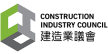 CONSTRUCTION
INDUSTRY COUNCIL
建造業議會